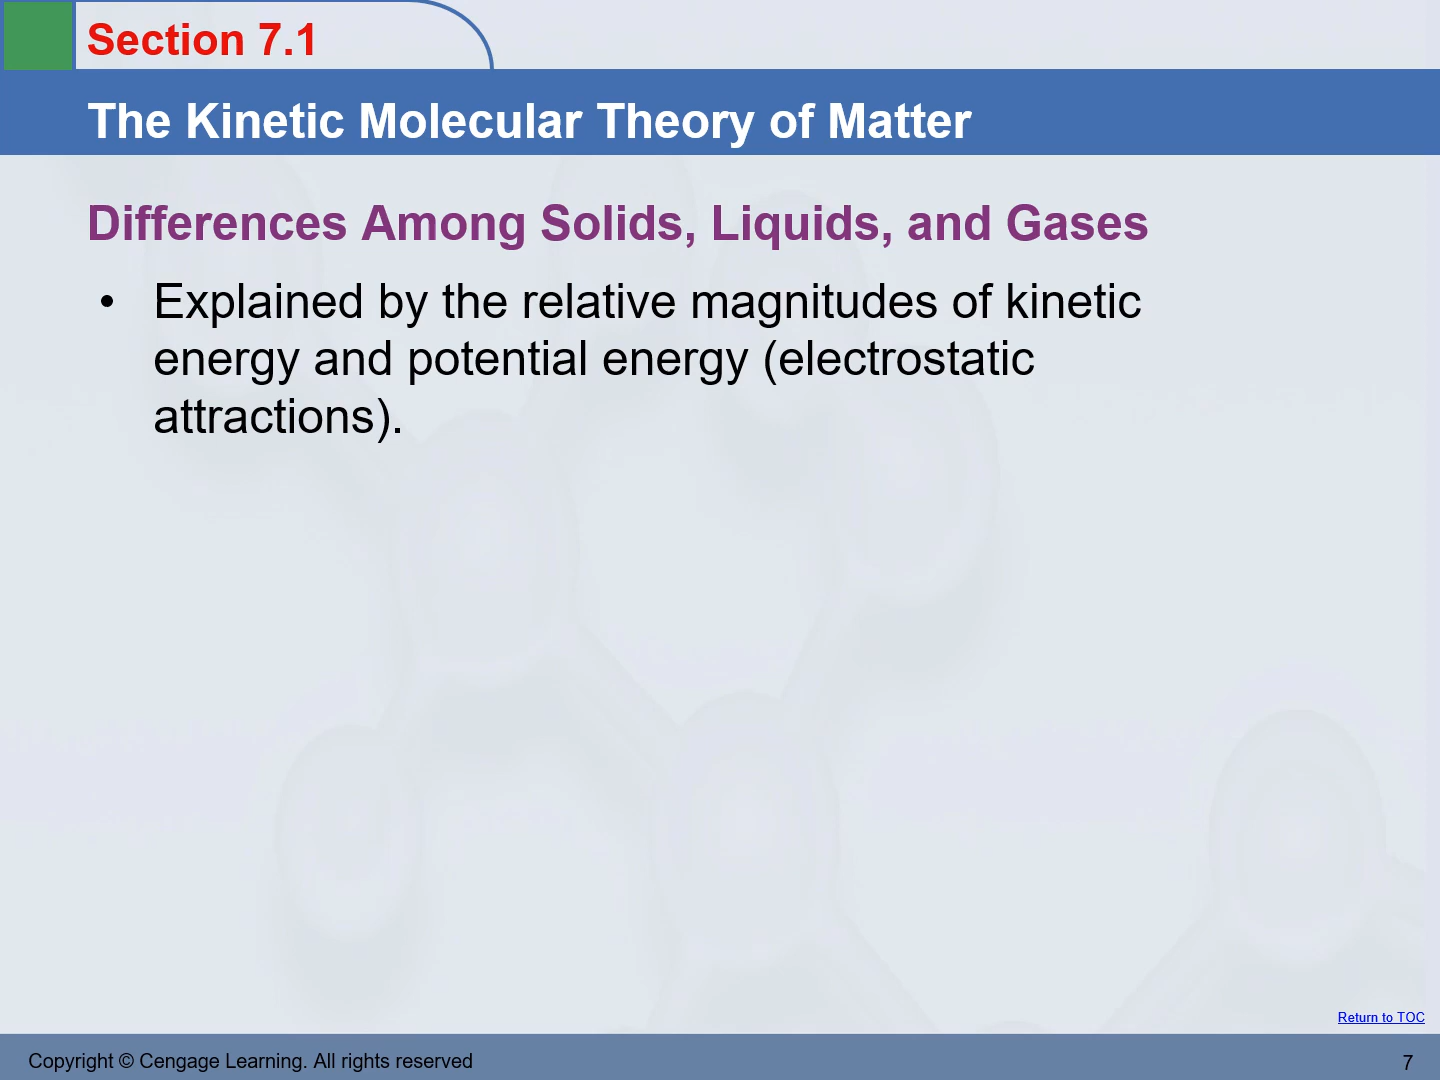 Section 7.1
The Kinetic Molecular Theory of Matter
Differences Among Solids, Liquids, and Gases
• Explained by the relative magnitudes of kinetic
energy and potential energy (electrostatic
attractions).
Return to TOC
Copyright © Cengage Learning. All rights reserved
7